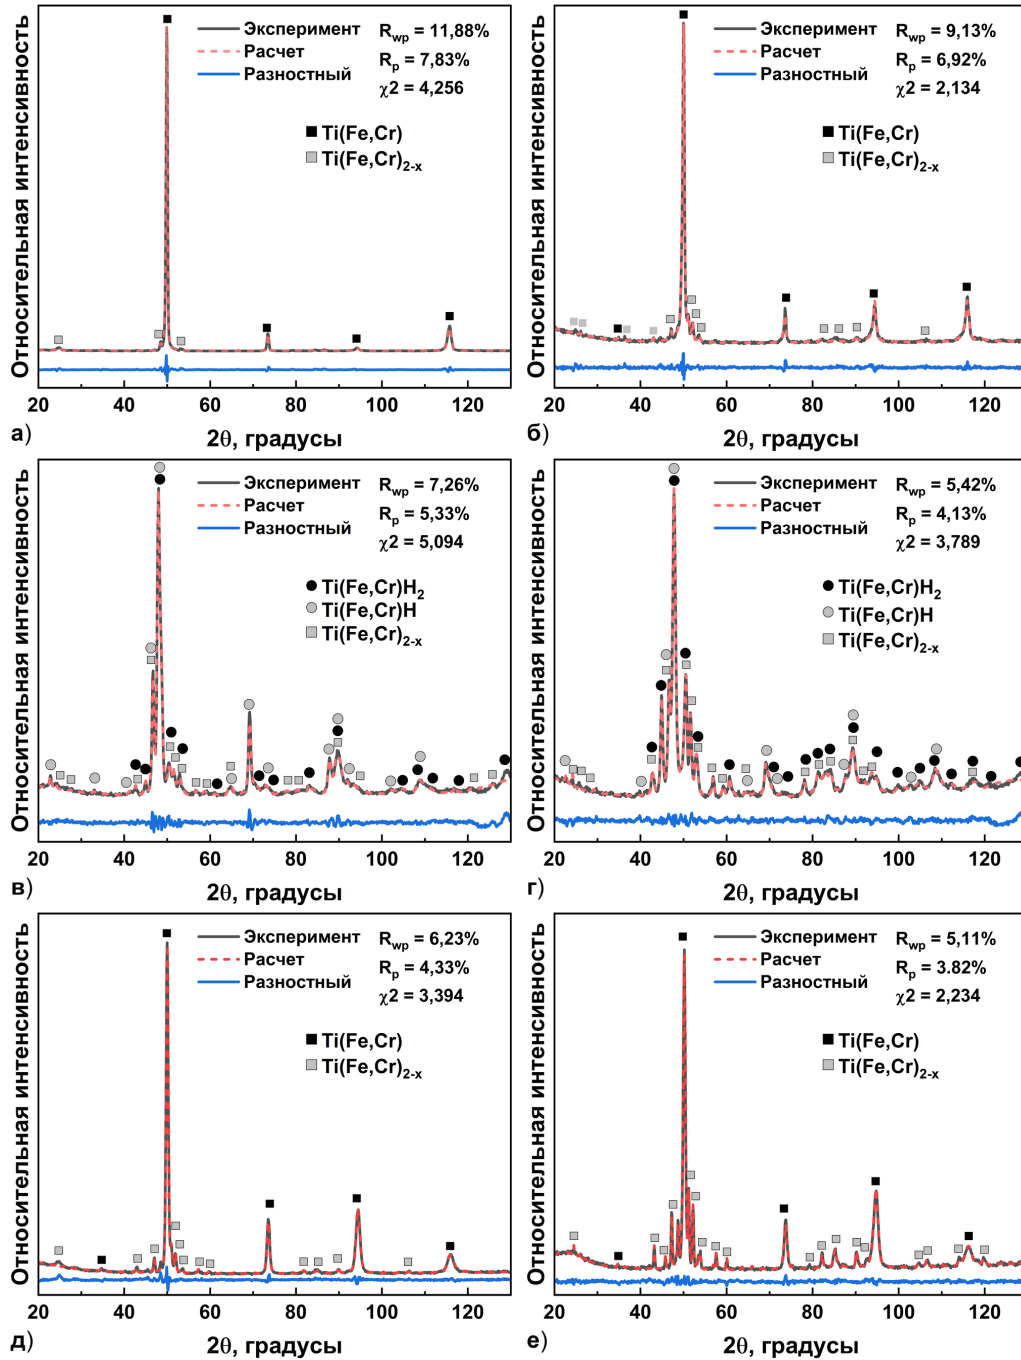 Относительная интенсивность
Эксперимент
Расчет
Разностный
R_wp = 11,88%
R_p = 7,83%
χ2 = 4,256
Ti(Fe,Cr)
Ti(Fe,Cr)_2-x
20 40 60 80 100 120
а) 2θ, градусы
Относительная интенсивность
Эксперимент
Расчет
Разностный
R_wp = 9,13%
R_p = 6,92%
χ2 = 2,134
Ti(Fe,Cr)
Ti(Fe,Cr)_2-x
20 40 60 80 100 120
б) 2θ, градусы
Относительная интенсивность
Эксперимент
Расчет
Разностный
R_wp = 7,26%
R_p = 5,33%
χ2 = 5,094
Ti(Fe,Cr)H_2
Ti(Fe,Cr)H
Ti(Fe,Cr)_2-x
20 40 60 80 100 120
в) 2θ, градусы
Относительная интенсивность
Эксперимент
Расчет
Разностный
R_wp = 5,42%
R_p = 4,13%
χ2 = 3,789
Ti(Fe,Cr)H_2
Ti(Fe,Cr)H
Ti(Fe,Cr)_2-x
20 40 60 80 100 120
г) 2θ, градусы
Относительная интенсивность
Эксперимент
Расчет
Разностный
R_wp = 6,23%
R_p = 4,33%
χ2 = 3,394
Ti(Fe,Cr)
Ti(Fe,Cr)_2-x
20 40 60 80 100 120
д) 2θ, градусы
Относительная интенсивность
Эксперимент
Расчет
Разностный
R_wp = 5,11%
R_p = 3.82%
χ2 = 2,234
Ti(Fe,Cr)
Ti(Fe,Cr)_2-x
20 40 60 80 100 120
е) 2θ, градусы